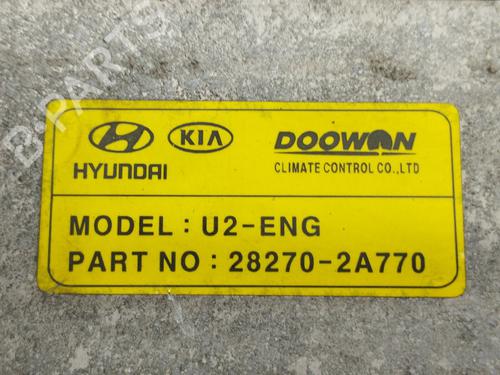 B-PARTS
KIA
DOOWON
HYUNDAI
CLIMATE CONTROL CO.,LTD
MODEL : U2-ENG
PART NO : 28270-2A770